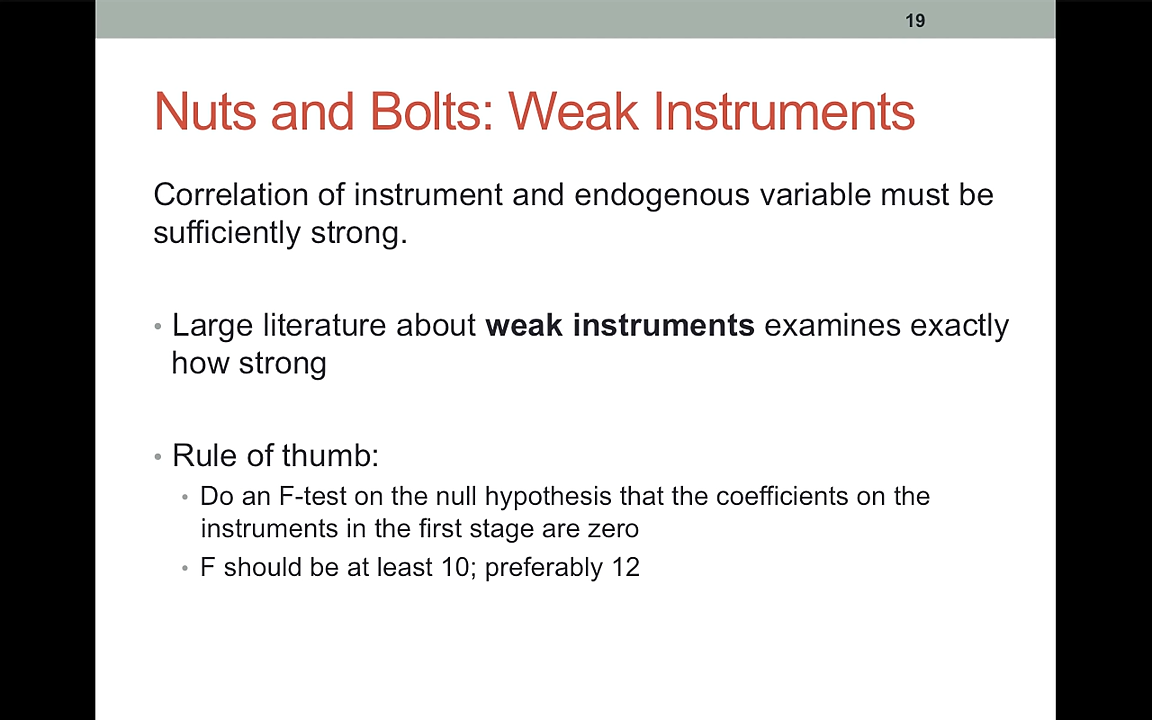 19
Nuts and Bolts: Weak Instruments
Correlation of instrument and endogenous variable must be
sufficiently strong.
• Large literature about weak instruments examines exactly
how strong
• Rule of thumb:
• Do an F-test on the null hypothesis that the coefficients on the
instruments in the first stage are zero
• F should be at least 10; preferably 12